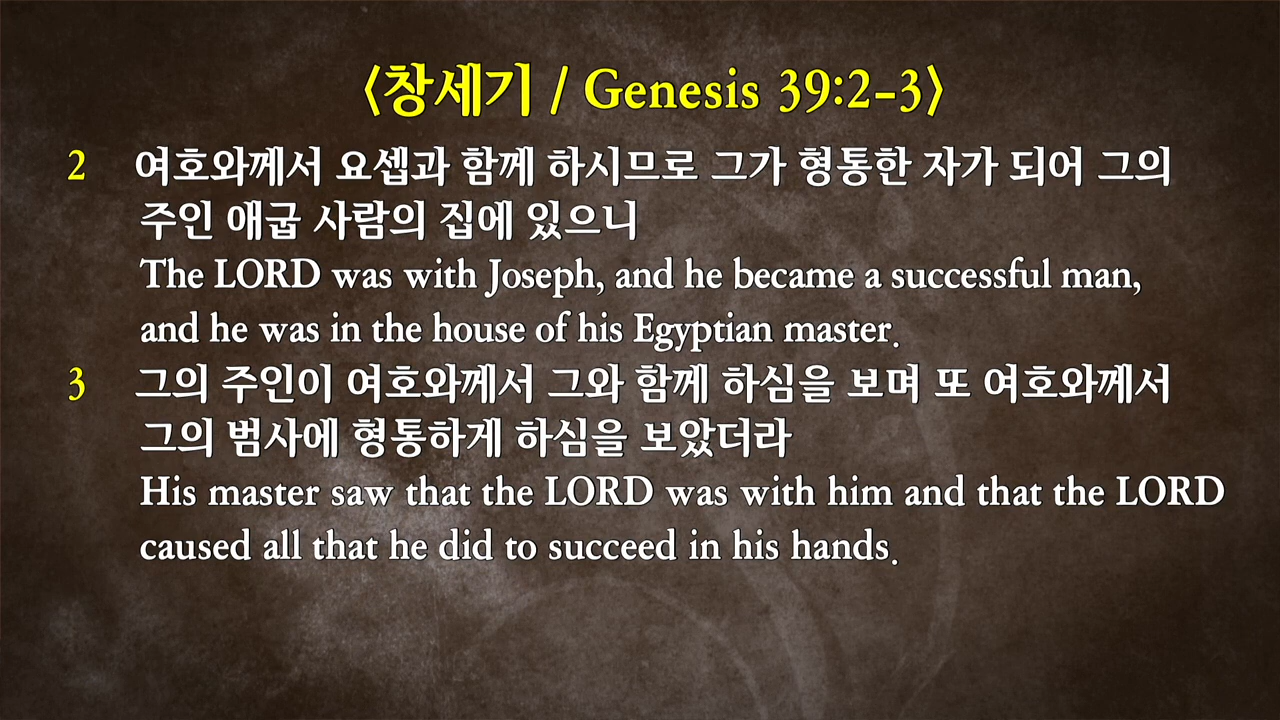 <창세기 / Genesis 39:2-3>
2 여호와께서 요셉과 함께 하시므로 그가 형통한 자가 되어 그의
주인 애굽 사람의 집에 있으니
The LORD was with Joseph, and he became a successful man,
and he was in the house of his Egyptian master.
3 그의 주인이 여호와께서 그와 함께 하심을 보며 또 여호와께서
그의 범사에 형통하게 하심을 보았더라
His master saw that the LORD was with him and that the LORD
caused all that he did to succeed in his hands.